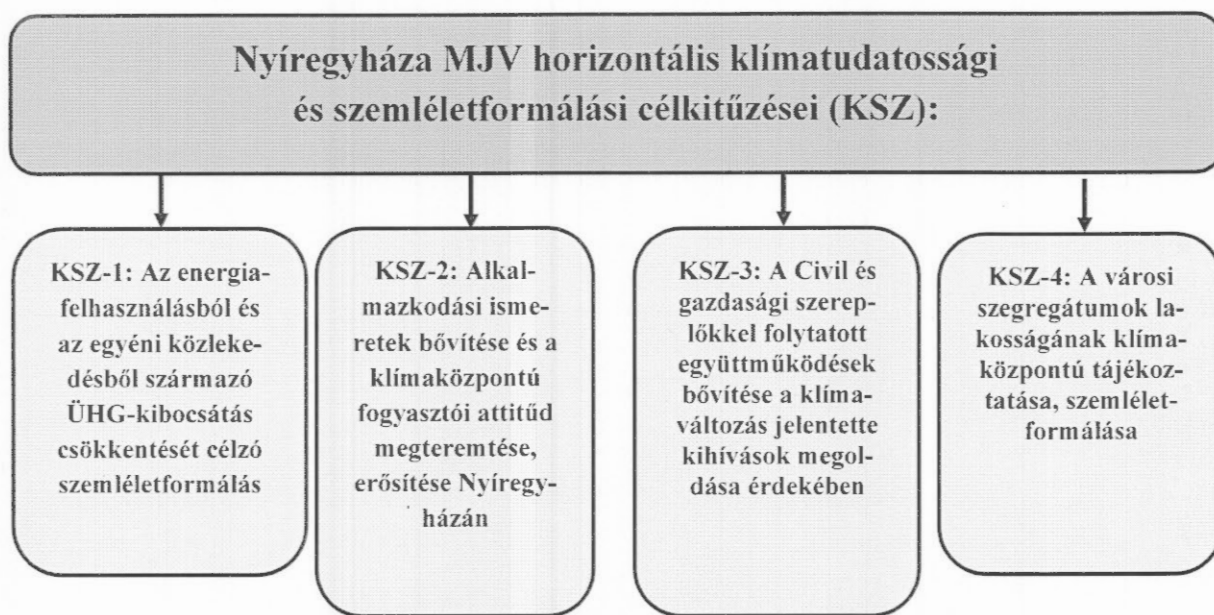 Nyíregyháza MJV horizontális klímatudatossági
és szemléletformálási célkitűzései (KSZ):
KSZ-1: Az energia-
felhasználásból és
az egyéni közleke-
désből származó
ÜHG-kibocsátás
csökkentését célzó
szemléletformálás
KSZ-2: Alkal-
mazkodási isme-
retek bővítése és a
klímaközpontú
fogyasztói attitűd
megteremtése,
erősítése Nyíregy-
házán
KSZ-3: A Civil és
gazdasági szerep-
lőkkel folytatott
együttműködések
bővítése a klíma-
változás jelentette
kihívások megol-
dása érdekében
KSZ-4: A városi
szegregátumok la-
kosságának klíma-
központú tájékoz-
tatása, szemlélet-
formálása